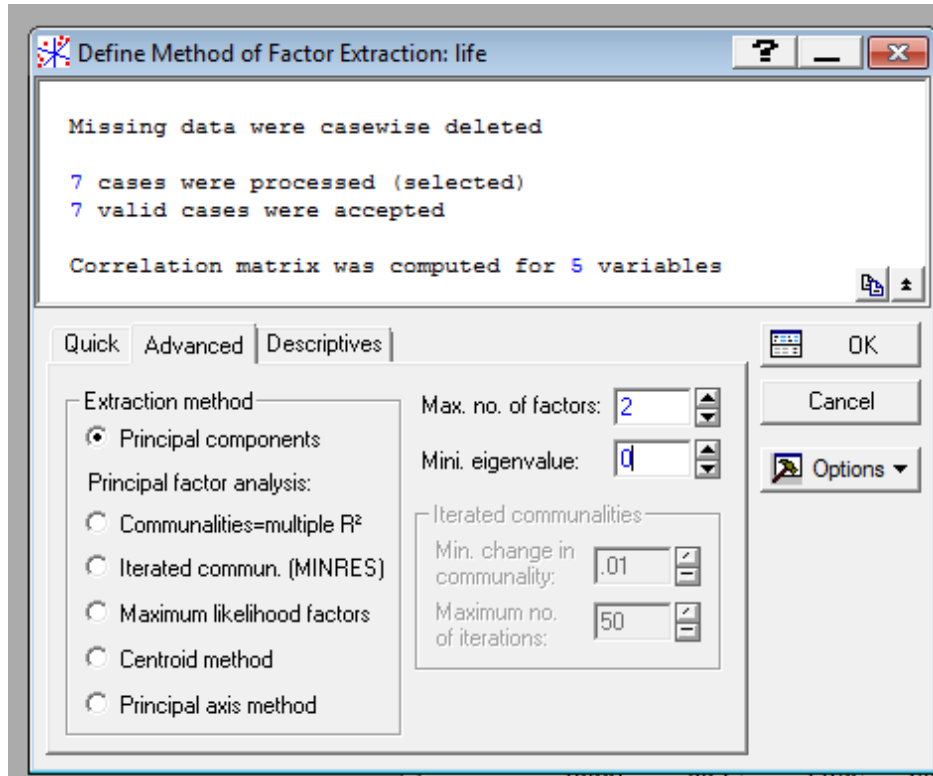 Define Method of Factor Extraction: life
?
Missing data were casewise deleted
7 cases were processed (selected)
7 valid cases were accepted
Correlation matrix was computed for 5 variables
Quick Advanced Descriptives
OK
Cancel
Options
Extraction method
Principal components
Principal factor analysis:
Communalities=multiple R²
Iterated commun. (MINRES)
Maximum likelihood factors
Centroid method
Principal axis method
Max. no. of factors: 2
Mini. eigenvalue: 0
Iterated communalities
Min. change in
communality: .01
Maximum no.
of iterations: 50